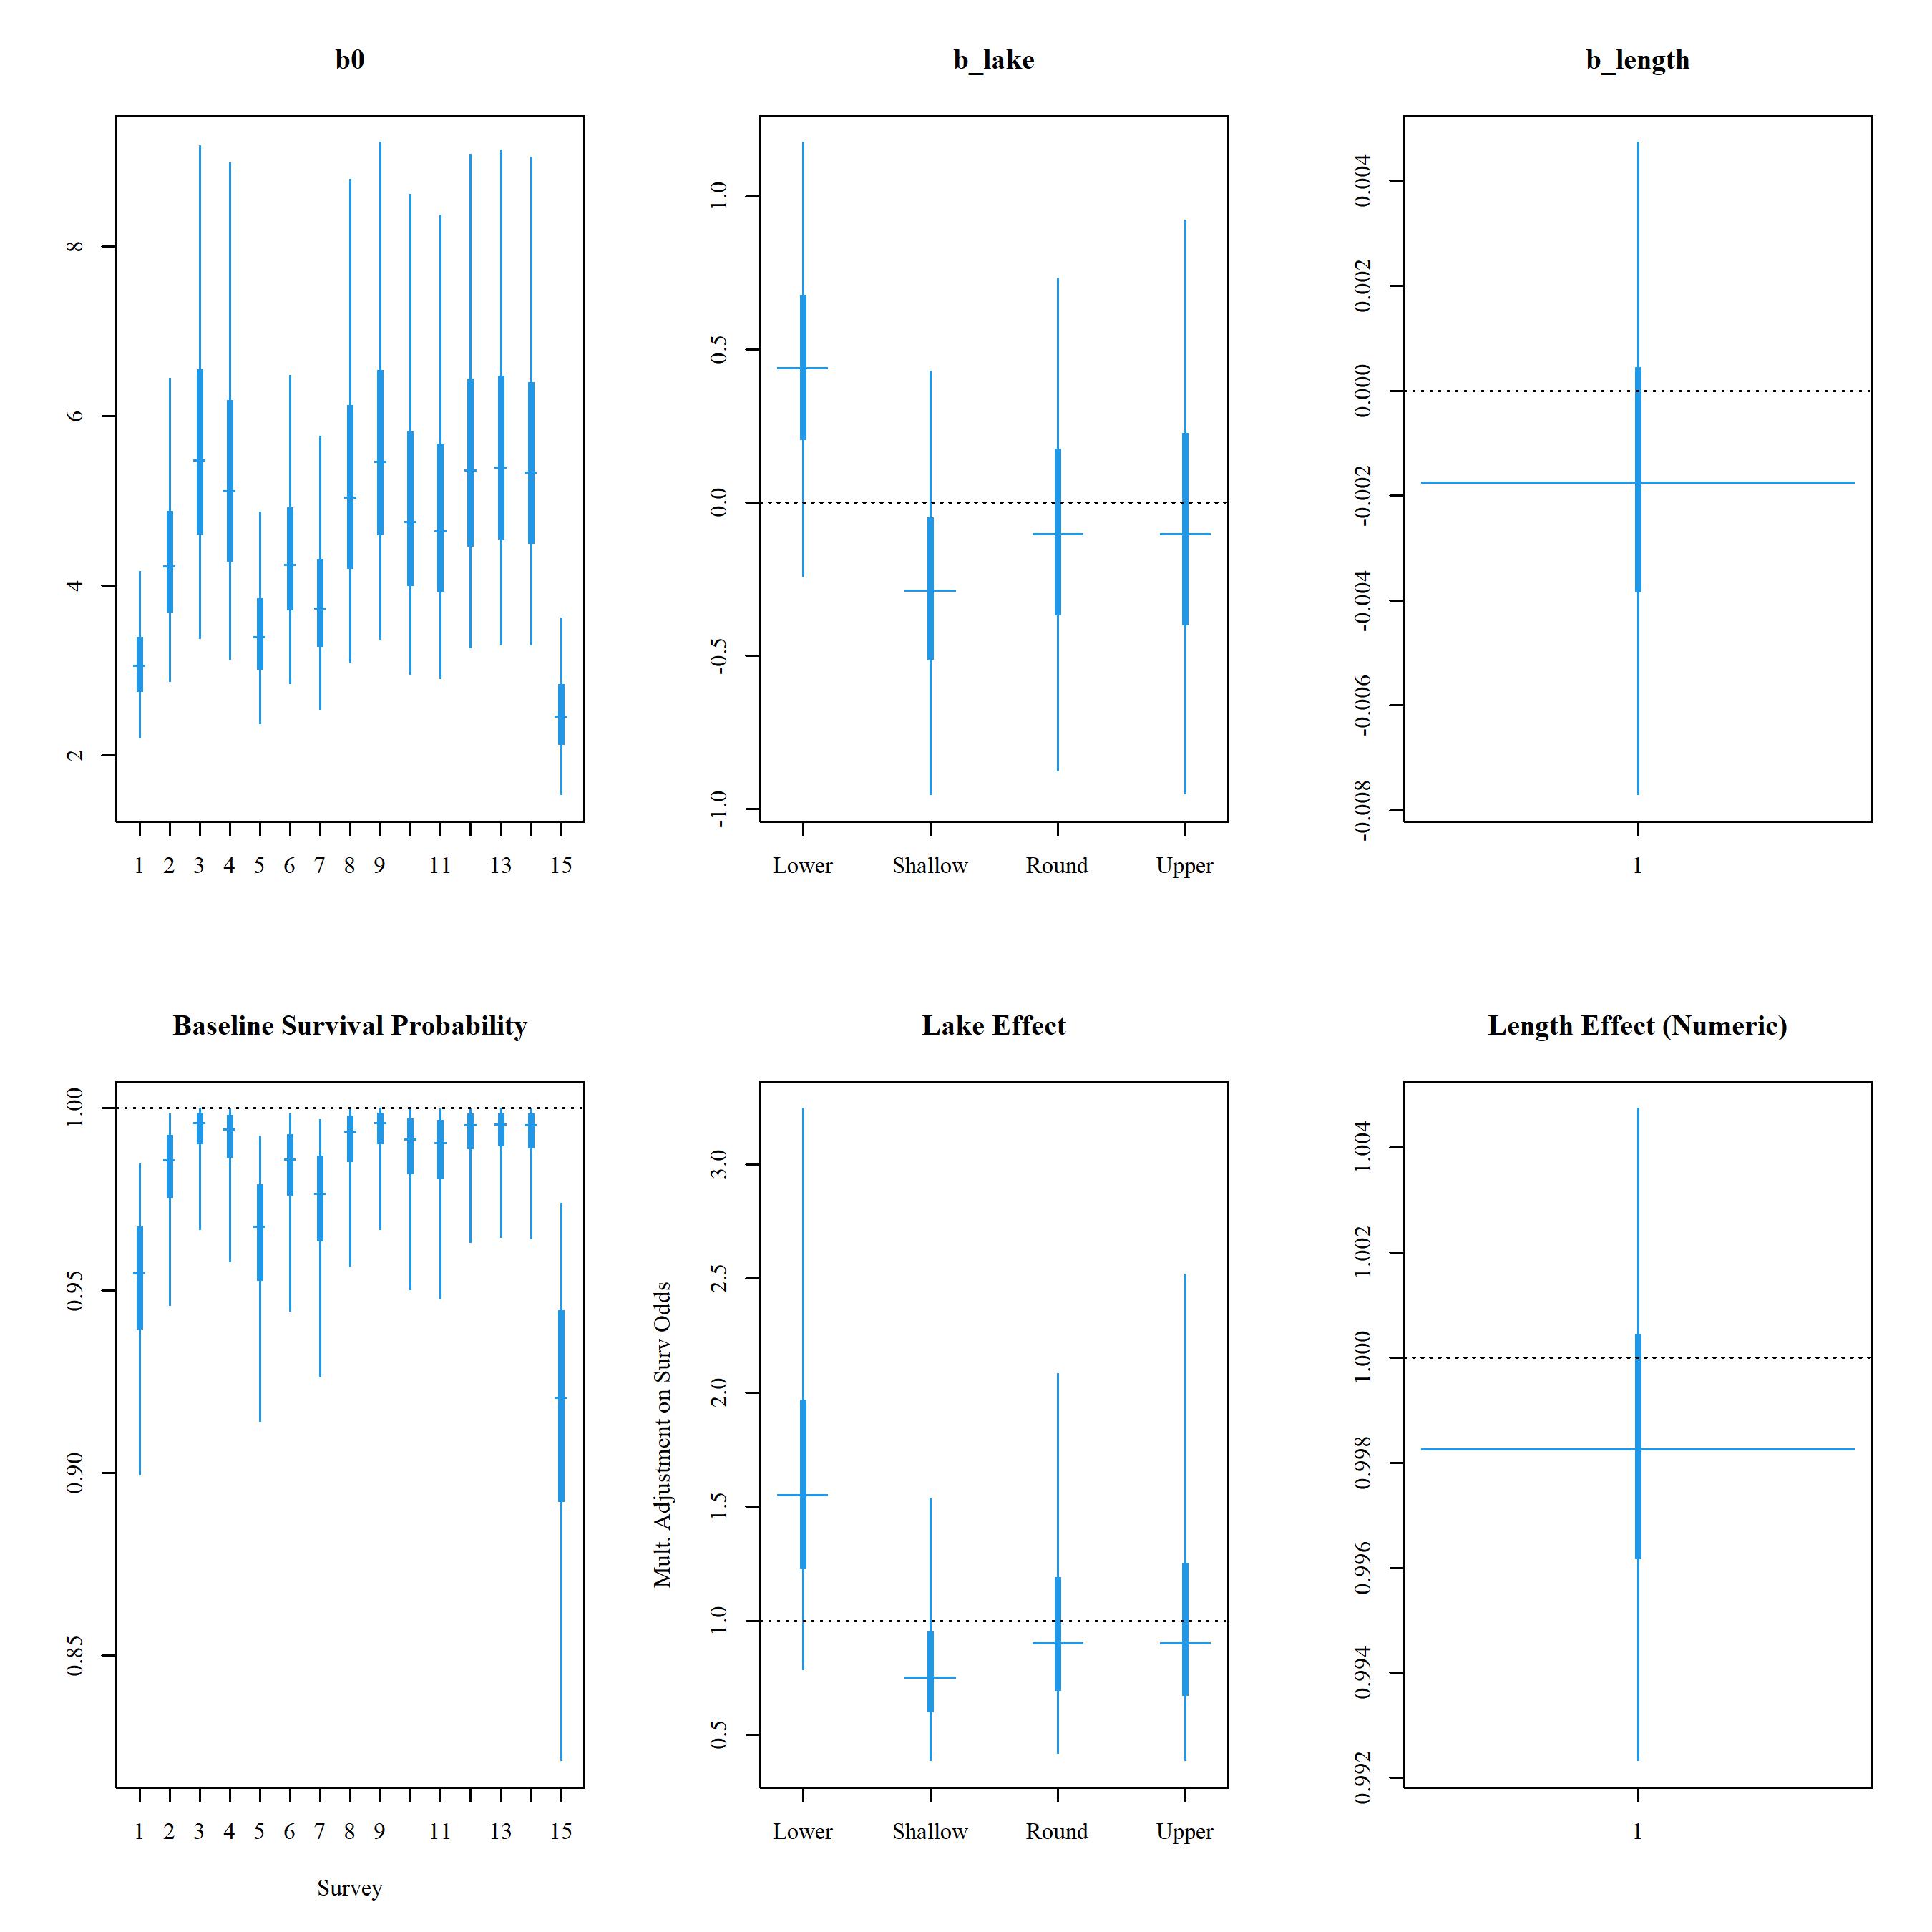 b0
b_lake
b_length
8
6
4
2
1 2 3 4 5 6 7 8 9 11 13 15
1.0
0.5
0.0
-0.5
-1.0
Lower Shallow Round Upper
0.004
0.002
0.000
-0.002
-0.004
-0.006
-0.008
1
Baseline Survival Probability
1.00
0.95
0.90
0.85
1 2 3 4 5 6 7 8 9 11 13 15
Survey
Lake Effect
Mult. Adjustment on Surv Odds
3.0
2.5
2.0
1.5
1.0
0.5
Lower Shallow Round Upper
Length Effect (Numeric)
1.004
1.002
1.000
0.998
0.996
0.994
0.992
1